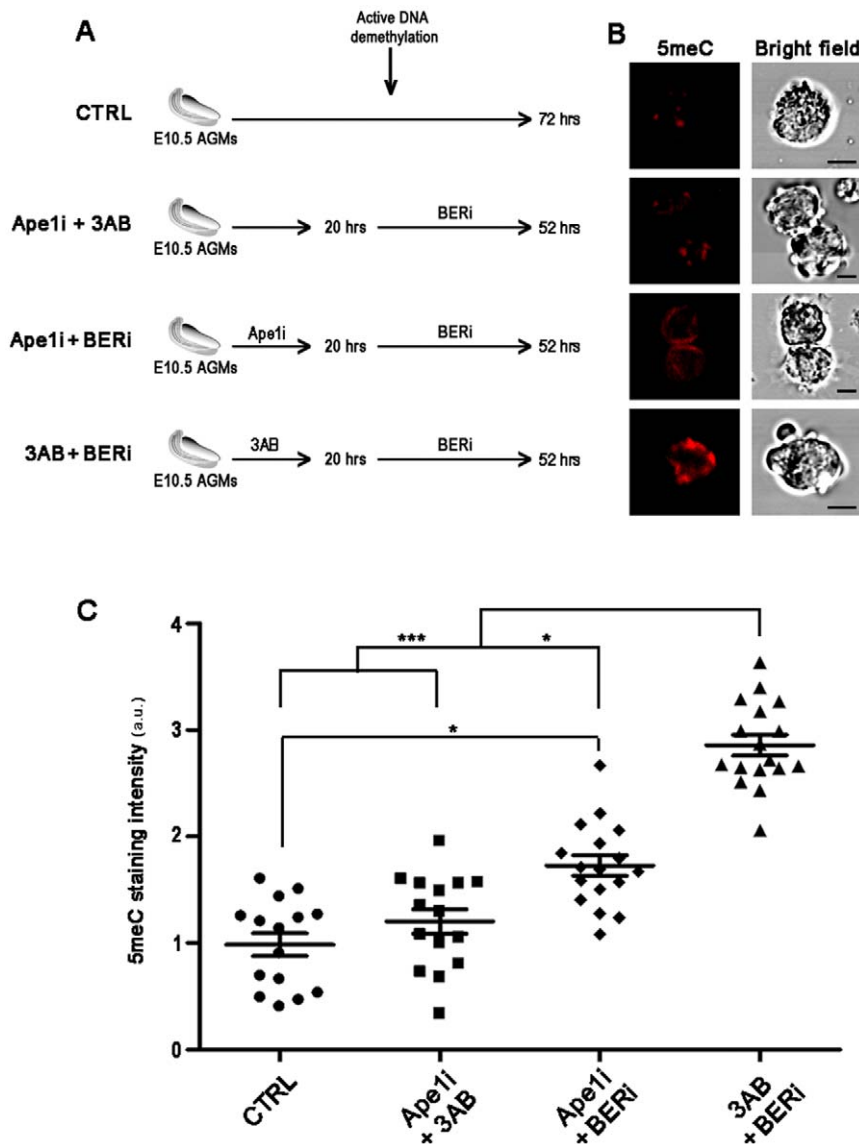 A
Active DNA
demethylation
CTRL
E10.5 AGMs
72 hrs
Ape1i + 3AB
E10.5 AGMs
20 hrs
BERi
52 hrs
Ape1i + BERi
E10.5 AGMs
Ape1i
20 hrs
BERi
52 hrs
3AB + BERi
E10.5 AGMs
3AB
20 hrs
BERi
52 hrs
B
5meC Bright field
C
5meC staining intensity (a.u.)
4
3
2
1
0
***
*
*
CTRL
Ape1i
+ 3AB
Ape1i
+ BERi
3AB
+ BERi